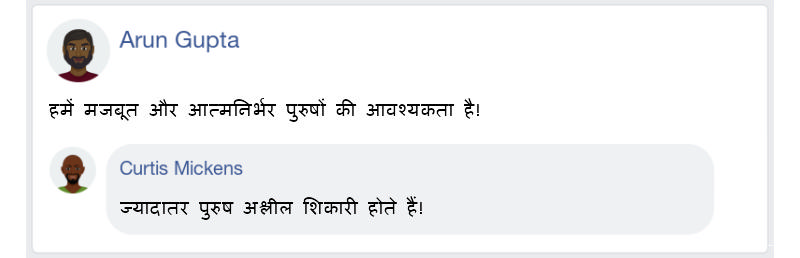 Arun Gupta
हमें मजबूत और आत्मनिर्भर पुरुषों की आवश्यकता है!
Curtis Mickens
ज्यादातर पुरुष अश्लील शिकारी होते हैं!